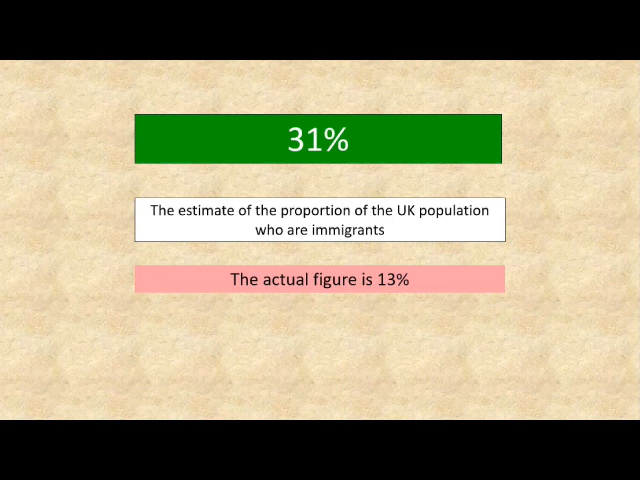 31%
The estimate of the proportion of the UK population
who are immigrants
The actual figure is 13%